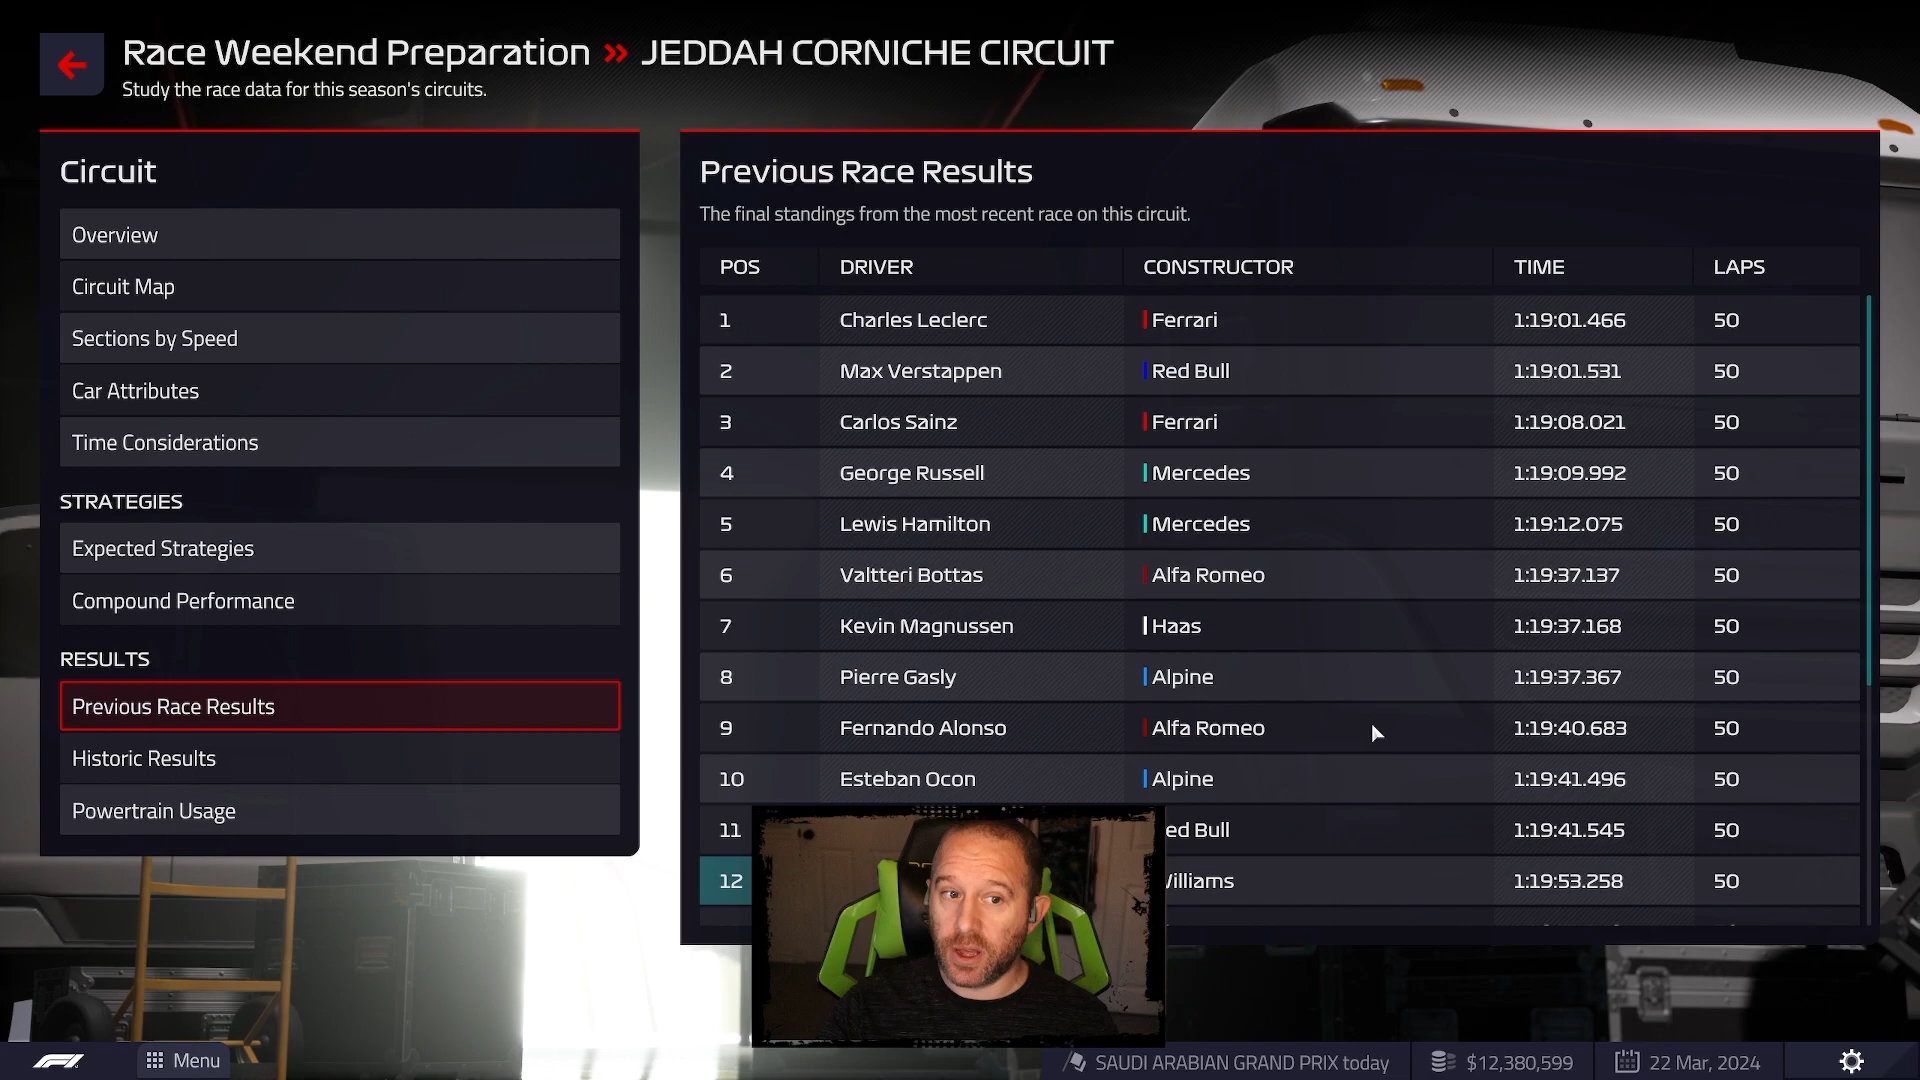 Race Weekend Preparation » JEDDAH CORNICHE CIRCUIT
Study the race data for this season's circuits.
Circuit
Overview
Circuit Map
Sections by Speed
Car Attributes
Time Considerations
STRATEGIES
Expected Strategies
Compound Performance
RESULTS
Previous Race Results
Historic Results
Powertrain Usage
Previous Race Results
The final standings from the most recent race on this circuit.
POS DRIVER CONSTRUCTOR TIME LAPS
1 Charles Leclerc Ferrari 1:19:01.466 50
2 Max Verstappen Red Bull 1:19:01.531 50
3 Carlos Sainz Ferrari 1:19:08.021 50
4 George Russell Mercedes 1:19:09.992 50
5 Lewis Hamilton Mercedes 1:19:12.075 50
6 Valtteri Bottas Alfa Romeo 1:19:37.137 50
7 Kevin Magnussen Haas 1:19:37.168 50
8 Pierre Gasly Alpine 1:19:37.367 50
9 Fernando Alonso Alfa Romeo 1:19:40.683 50
10 Esteban Ocon Alpine 1:19:41.496 50
11 ed Bull 1:19:41.545 50
12 Williams 1:19:53.258 50
F1 Menu
SAUDI ARABIAN GRAND PRIX today
$12,380,599
22 Mar, 2024